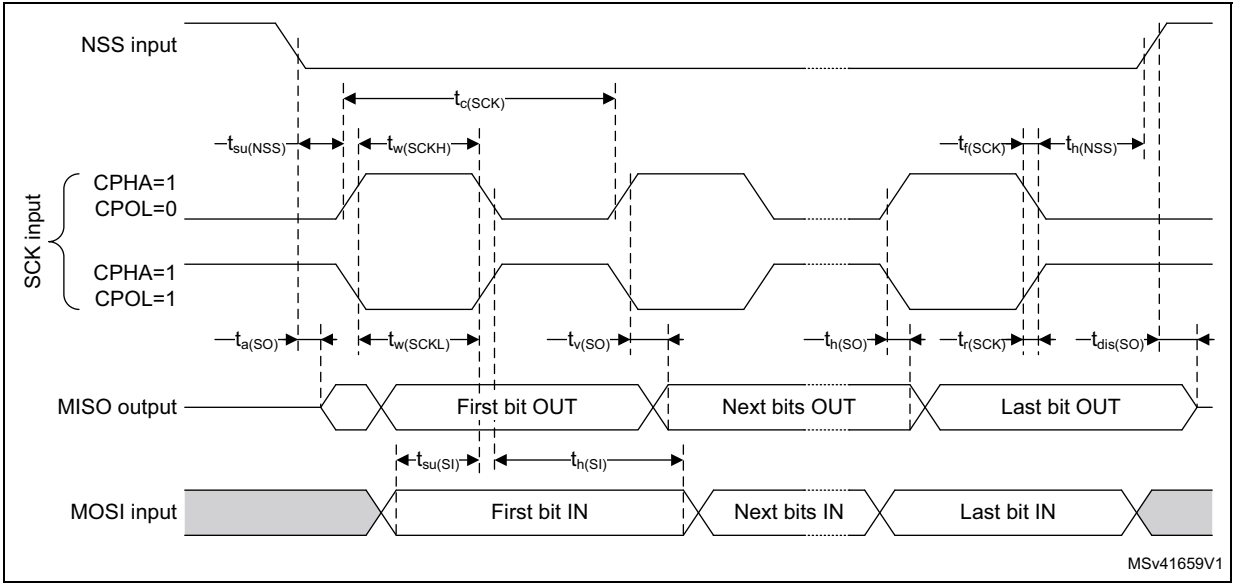 NSS input
tc(SCK)
tsu(NSS)
tw(SCKH)
tf(SCK)
th(NSS)
SCK input
CPHA=1
CPOL=0
CPHA=1
CPOL=1
ta(SO)
tw(SCKL)
tv(SO)
th(SO)
tr(SCK)
tdis(SO)
MISO output
First bit OUT
Next bits OUT
Last bit OUT
tsu(SI)
th(SI)
MOSI input
First bit IN
Next bits IN
Last bit IN
MSv41659V1